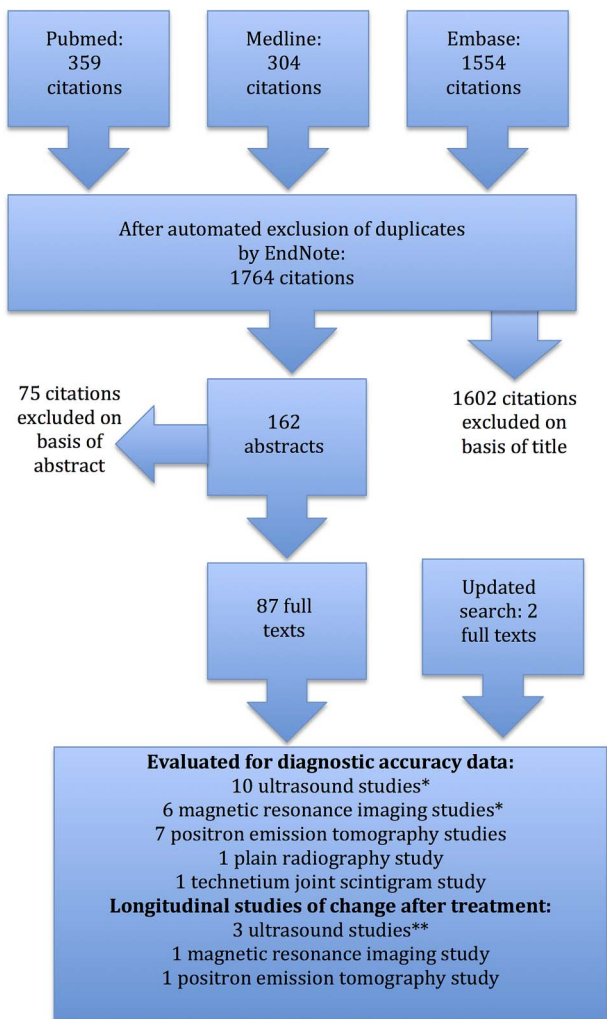 Pubmed:
359
citations
Medline:
304
citations
Embase:
1554
citations
After automated exclusion of duplicates
by EndNote:
1764 citations
75 citations
excluded on
basis of
abstract
162
abstracts
1602 citations
excluded on
basis of title
87 full
texts
Updated
search: 2
full texts
Evaluated for diagnostic accuracy data:
10 ultrasound studies*
6 magnetic resonance imaging studies*
7 positron emission tomography studies
1 plain radiography study
1 technetium joint scintigram study
Longitudinal studies of change after treatment:
3 ultrasound studies**
1 magnetic resonance imaging study
1 positron emission tomography study